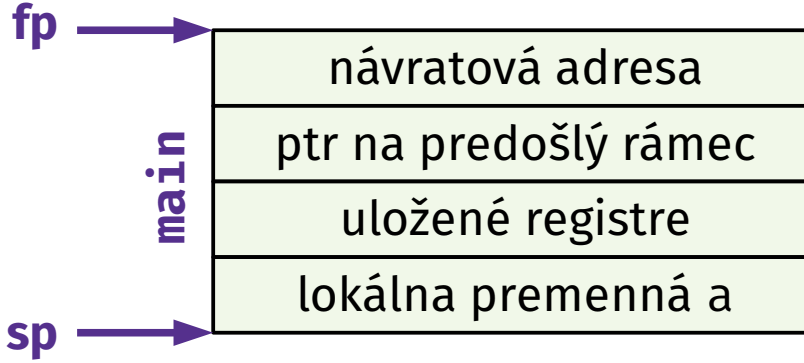 fp
návratová adresa
ptr na predošlý rámec
main
uložené registre
lokálna premenná a
sp